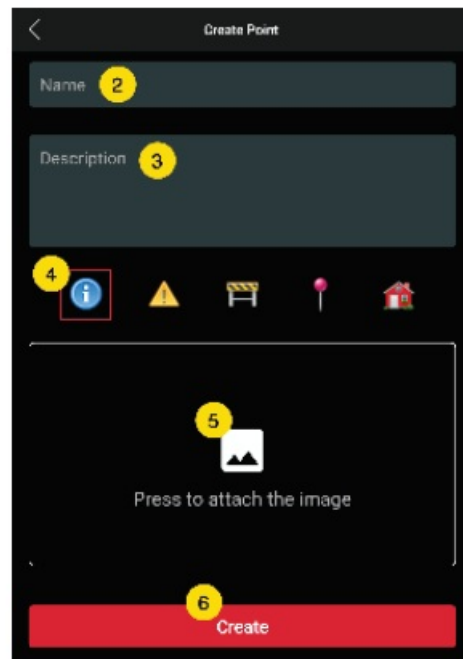 Create Point
Name 2
Description 3
4
5
Press to attach the image
6
Create